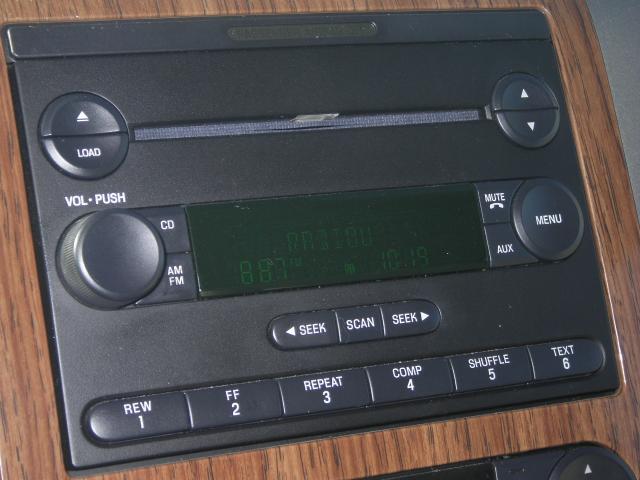 LOAD
VOL • PUSH
CD
MUTE
MENU
AM
FM
AUX
88.7 FM
10:19
◄ SEEK
SCAN
SEEK ►
REW
1
FF
2
REPEAT
3
COMP
4
SHUFFLE
5
TEXT
6